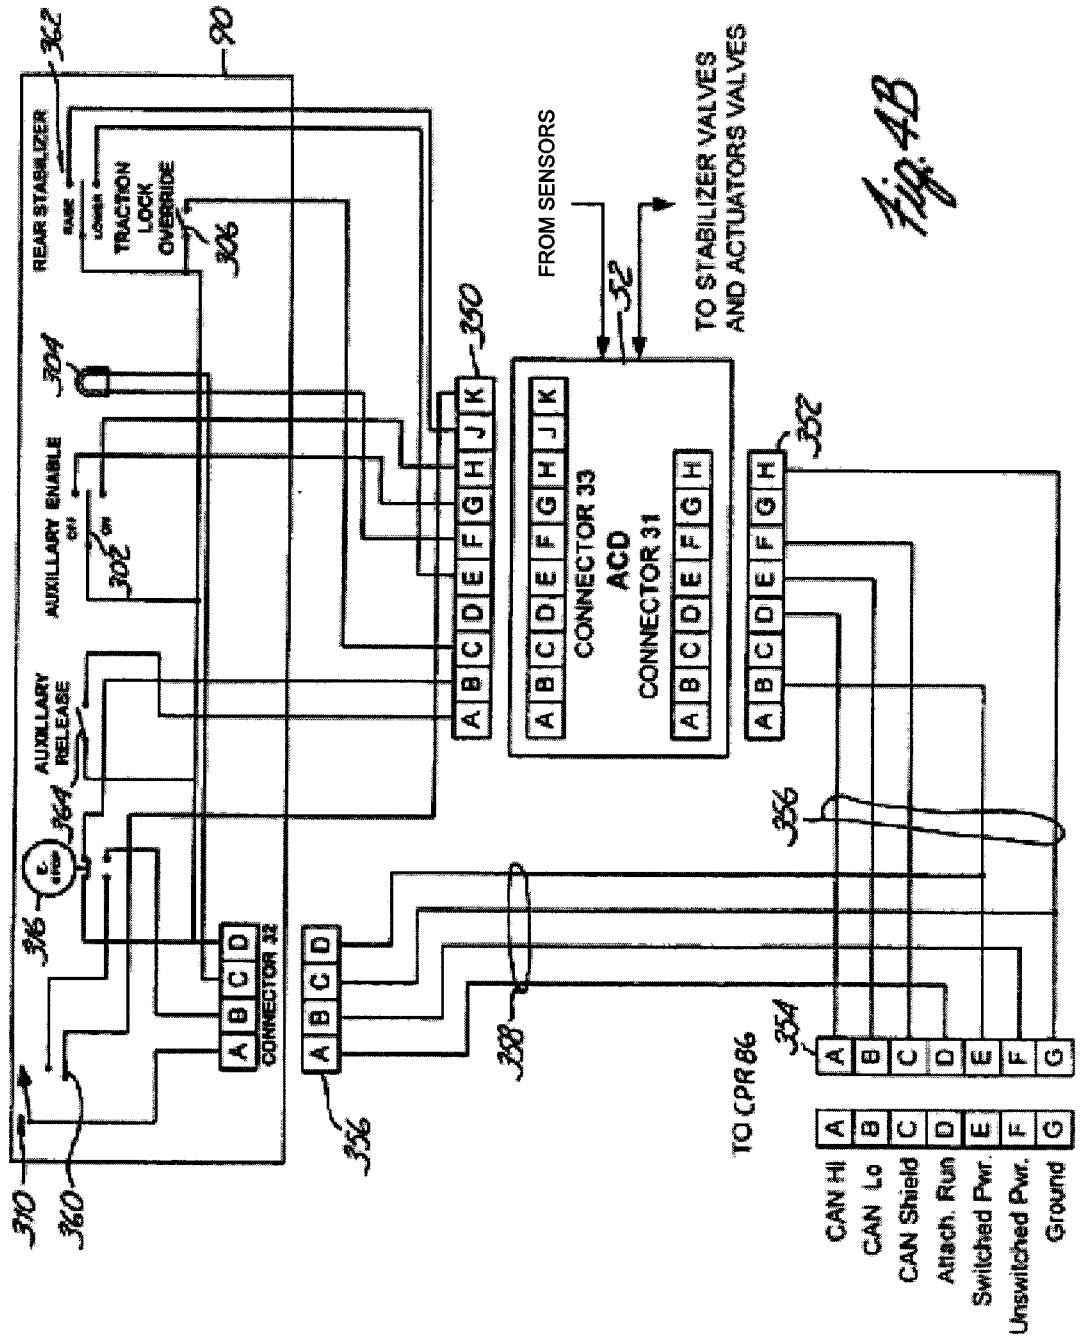 362
90
REAR STABILIZER
RAISE
LOWER
TRACTION
LOCK
OVERRIDE
306
304
AUXILLARY ENABLE
OFF
ON
302
AUXILLARY
RELEASE
364
E-
STOP
316
310
360
A B C D
CONNECTOR 32
A B C D
356
358
350
A B C D E F G H J K
A B C D E F G H J K
CONNECTOR 33
ACD
CONNECTOR 31
A B C D E F G H
52
FROM SENSORS
TO STABILIZER VALVES
AND ACTUATORS VALVES
A B C D E F G H
352
356
TO CPR 86
354
A B C D E F G
A B C D E F G
CAN HI
CAN Lo
CAN Shield
Attach. Run
Switched Pwr.
Unswitched Pwr.
Ground
Fig. 4B